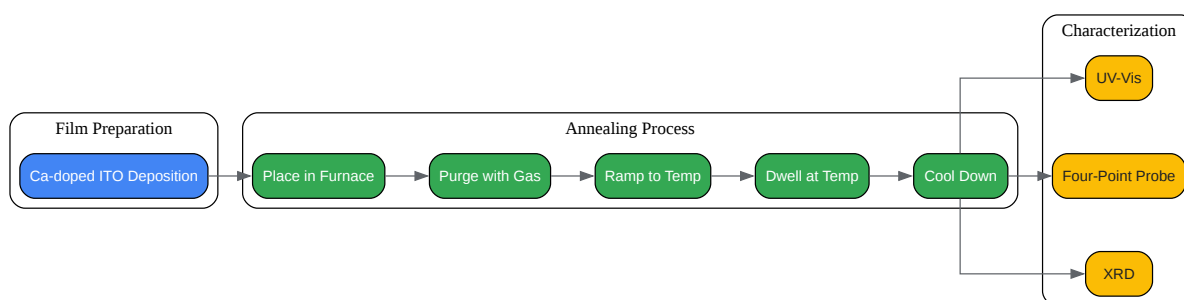 Film Preparation
Ca-doped ITO Deposition
Annealing Process
Place in Furnace
Purge with Gas
Ramp to Temp
Dwell at Temp
Cool Down
Characterization
UV-Vis
Four-Point Probe
XRD